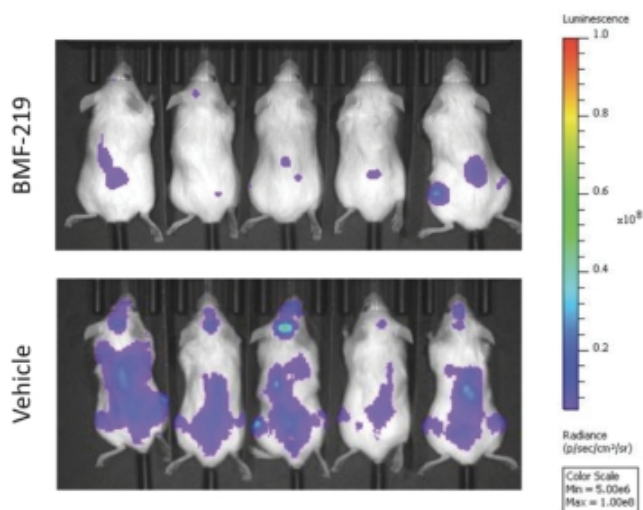 BMF-219
Vehicle
Luminescence
1.0
0.8
0.6
x10⁸
0.4
0.2
Radiance
(p/sec/cm²/sr)
Color Scale
Min = 5.00e6
Max = 1.00e8